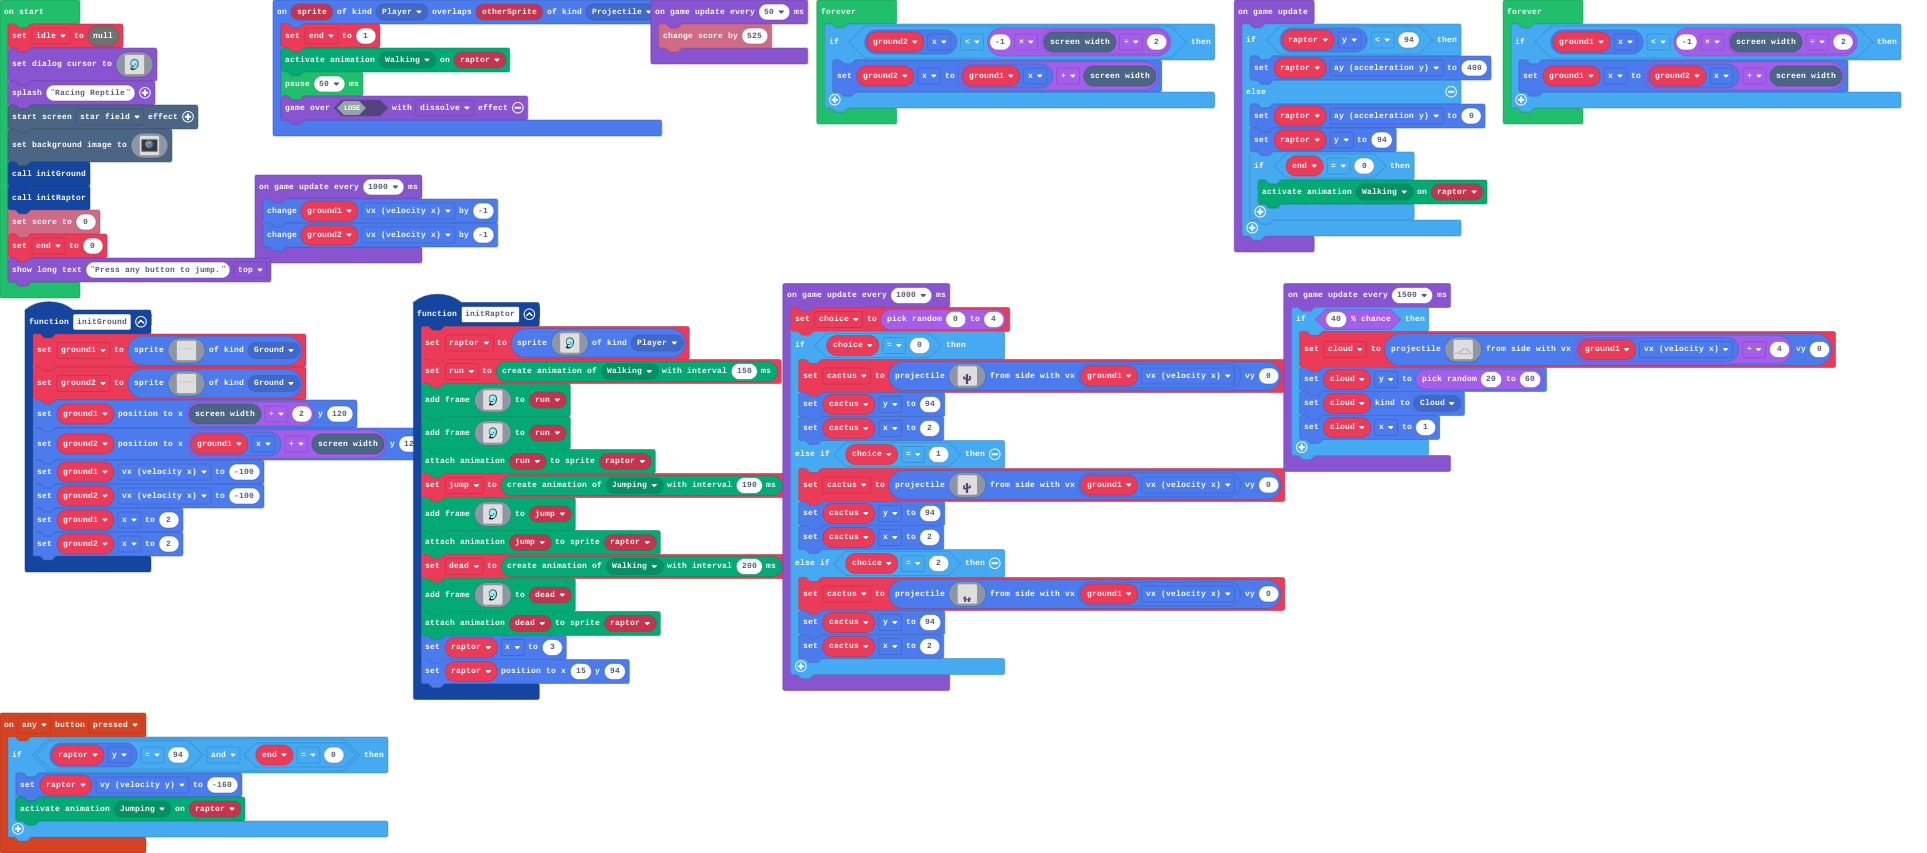 on start
set idle to null
set dialog cursor to
splash "Racing Reptile"
start screen star field effect
set background image to
call initGround
call initRaptor
set score to 0
set end to 0
show long text "Press any button to jump." top
on sprite of kind Player overlaps otherSprite of kind Projectile
set end to 1
activate animation Walking on raptor
pause 50 ms
game over LOSE with dissolve effect
on game update every 50 ms
change score by 525
on game update every 1000 ms
change ground1 vx (velocity x) by -1
change ground2 vx (velocity x) by -1
forever
if ground2 x < -1 × screen width ÷ 2 then
set ground2 x to ground1 x + screen width
on game update
if raptor y < 94 then
set raptor ay (acceleration y) to 400
else
set raptor ay (acceleration y) to 0
set raptor y to 94
if end = 0 then
activate animation Walking on raptor
forever
if ground1 x < -1 × screen width ÷ 2 then
set ground1 x to ground2 x + screen width
function initGround
set ground1 to sprite of kind Ground
set ground2 to sprite of kind Ground
set ground1 position to x screen width ÷ 2 y 120
set ground2 position to x ground1 x + screen width y 12
set ground1 vx (velocity x) to -100
set ground2 vx (velocity x) to -100
set ground1 x to 2
set ground2 x to 2
function initRaptor
set raptor to sprite of kind Player
set run to create animation of Walking with interval 150 ms
add frame to run
add frame to run
attach animation run to sprite raptor
set jump to create animation of Jumping with interval 190 ms
add frame to jump
attach animation jump to sprite raptor
set dead to create animation of Walking with interval 200 ms
add frame to dead
attach animation dead to sprite raptor
set raptor x to 3
set raptor position to x 15 y 94
on game update every 1000 ms
set choice to pick random 0 to 4
if choice = 0 then
set cactus to projectile from side with vx ground1 vx (velocity x) vy 0
set cactus y to 94
set cactus x to 2
else if choice = 1 then
set cactus to projectile from side with vx ground1 vx (velocity x) vy 0
set cactus y to 94
set cactus x to 2
else if choice = 2 then
set cactus to projectile from side with vx ground1 vx (velocity x) vy 0
set cactus y to 94
set cactus x to 2
on game update every 1500 ms
if 40 % chance then
set cloud to projectile from side with vx ground1 vx (velocity x) ÷ 4 vy 0
set cloud y to pick random 20 to 60
set cloud kind to Cloud
set cloud x to 1
on any button pressed
if raptor y = 94 and end = 0 then
set raptor vy (velocity y) to -160
activate animation Jumping on raptor